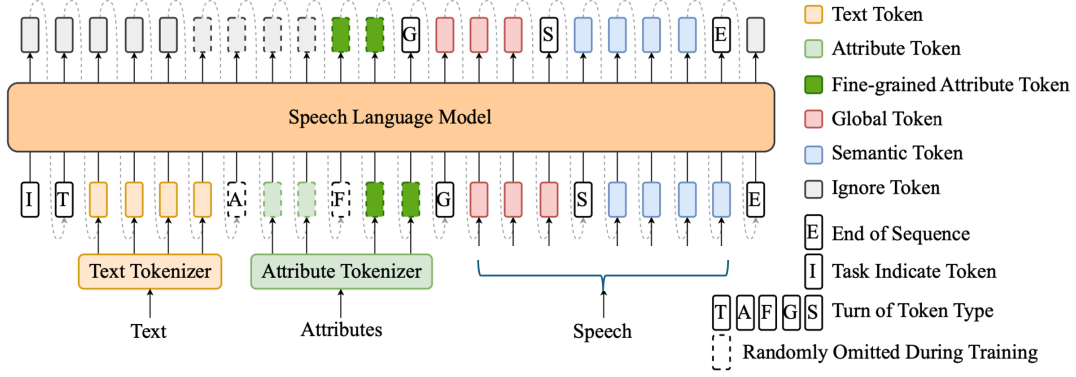 G S E
Speech Language Model
I T A F G S E
Text Tokenizer
Attribute Tokenizer
Text
Attributes
Speech
Text Token
Attribute Token
Fine-grained Attribute Token
Global Token
Semantic Token
Ignore Token
E End of Sequence
I Task Indicate Token
T A F G S Turn of Token Type
Randomly Omitted During Training